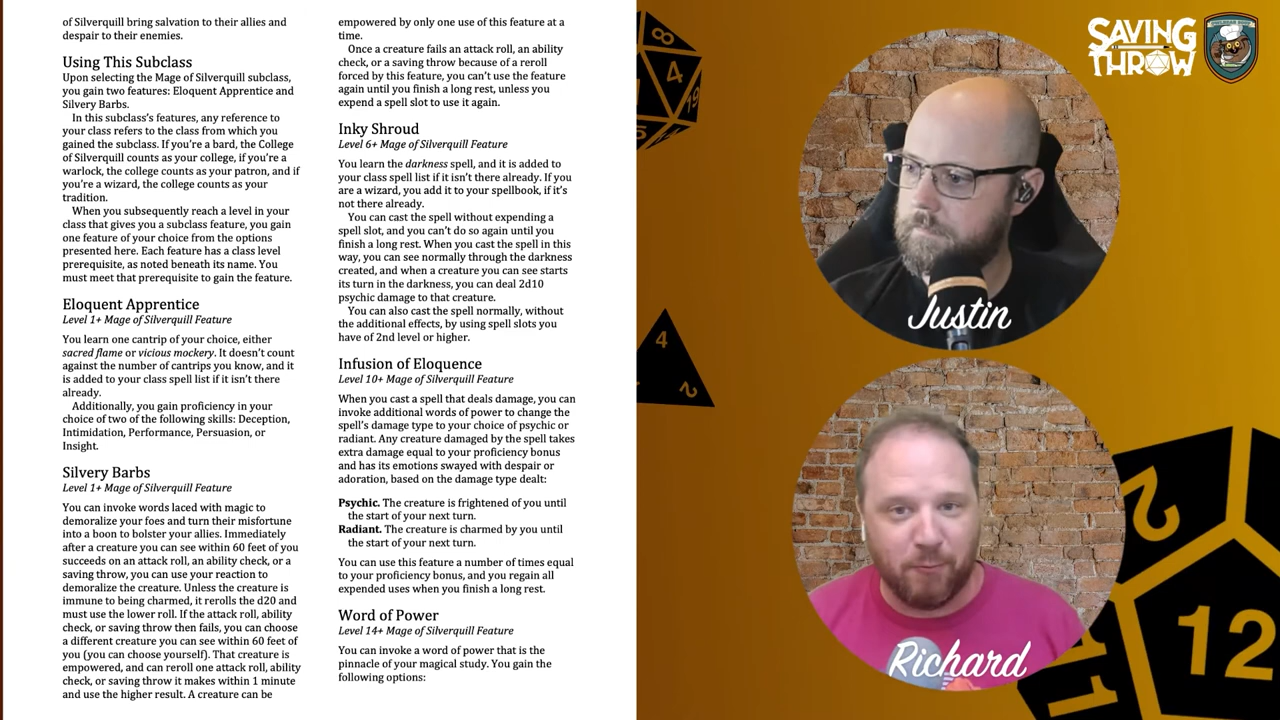 of Silverquill bring salvation to their allies and
despair to their enemies.
Using This Subclass
Upon selecting the Mage of Silverquill subclass,
you gain two features: Eloquent Apprentice and
Silvery Barbs.
In this subclass's features, any reference to
your class refers to the class from which you
gained the subclass. If you're a bard, the College
of Silverquill counts as your college, if you're a
warlock, the college counts as your patron, and if
you're a wizard, the college counts as your
tradition.
When you subsequently reach a level in your
class that gives you a subclass feature, you gain
one feature of your choice from the options
presented here. Each feature has a class level
prerequisite, as noted beneath its name. You
must meet that prerequisite to gain the feature.
Eloquent Apprentice
Level 1+ Mage of Silverquill Feature
You learn one cantrip of your choice, either
sacred flame or vicious mockery. It doesn't count
against the number of cantrips you know, and it
is added to your class spell list if it isn't there
already.
Additionally, you gain proficiency in your
choice of two of the following skills: Deception,
Intimidation, Performance, Persuasion, or
Insight.
Silvery Barbs
Level 1+ Mage of Silverquill Feature
You can invoke words laced with magic to
demoralize your foes and turn their misfortune
into a boon to bolster your allies. Immediately
after a creature you can see within 60 feet of you
succeeds on an attack roll, an ability check, or a
saving throw, you can use your reaction to
demoralize the creature. Unless the creature is
immune to being charmed, it rerolls the d20 and
must use the lower roll. If the attack roll, ability
check, or saving throw then fails, you can choose
a different creature you can see within 60 feet of
you (you can choose yourself). That creature is
empowered, and can reroll one attack roll, ability
check, or saving throw it makes within 1 minute
and use the higher result. A creature can be
empowered by only one use of this feature at a
time.
Once a creature fails an attack roll, an ability
check, or a saving throw because of a reroll
forced by this feature, you can't use the feature
again until you finish a long rest, unless you
expend a spell slot to use it again.
Inky Shroud
Level 6+ Mage of Silverquill Feature
You learn the darkness spell, and it is added to
your class spell list if it isn't there already. If you
are a wizard, you add it to your spellbook, if it's
not there already.
You can cast the spell without expending a
spell slot, and you can't do so again until you
finish a long rest. When you cast the spell in this
way, you can see normally through the darkness
created, and when a creature you can see starts
its turn in the darkness, you can deal 2d10
psychic damage to that creature.
You can also cast the spell normally, without
the additional effects, by using spell slots you
have of 2nd level or higher.
Infusion of Eloquence
Level 10+ Mage of Silverquill Feature
When you cast a spell that deals damage, you can
invoke additional words of power to change the
spell's damage type to your choice of psychic or
radiant. Any creature damaged by the spell takes
extra damage equal to your proficiency bonus
and has its emotions swayed with despair or
adoration, based on the damage type dealt:
Psychic. The creature is frightened of you until
the start of your next turn.
Radiant. The creature is charmed by you until
the start of your next turn.
You can use this feature a number of times equal
to your proficiency bonus, and you regain all
expended uses when you finish a long rest.
Word of Power
Level 14+ Mage of Silverquill Feature
You can invoke a word of power that is the
pinnacle of your magical study. You gain the
following options:
SAVING
THROW
Justin
Richard
8
4
19
4
2
2
12
11